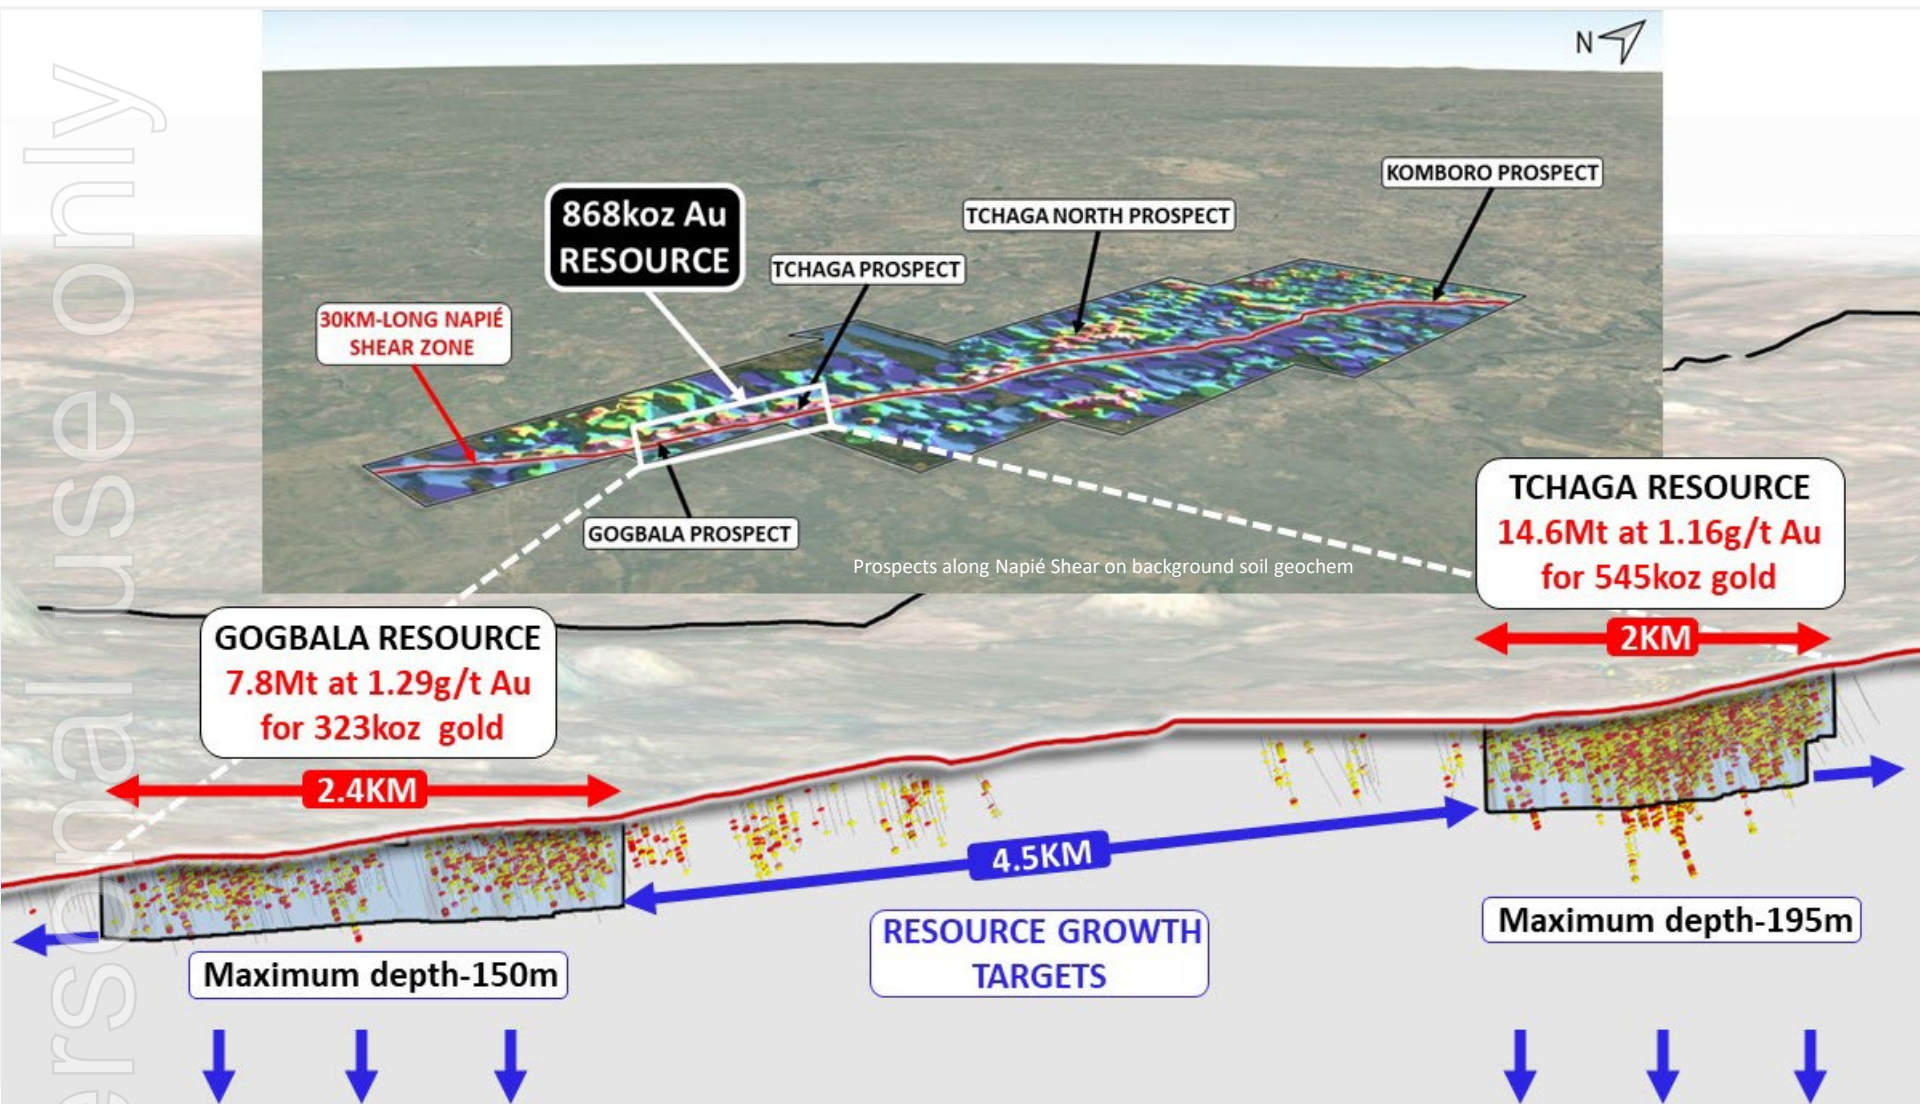 N
KOMBORO PROSPECT
868koz Au
RESOURCE
TCHAGA NORTH PROSPECT
TCHAGA PROSPECT
30KM-LONG NAPIÉ
SHEAR ZONE
GOGBALA PROSPECT
Prospects along Napié Shear on background soil geochem
TCHAGA RESOURCE
14.6Mt at 1.16g/t Au
for 545koz gold
2KM
GOGBALA RESOURCE
7.8Mt at 1.29g/t Au
for 323koz gold
2.4KM
4.5KM
RESOURCE GROWTH
TARGETS
Maximum depth-195m
Maximum depth-150m
ersonal use only